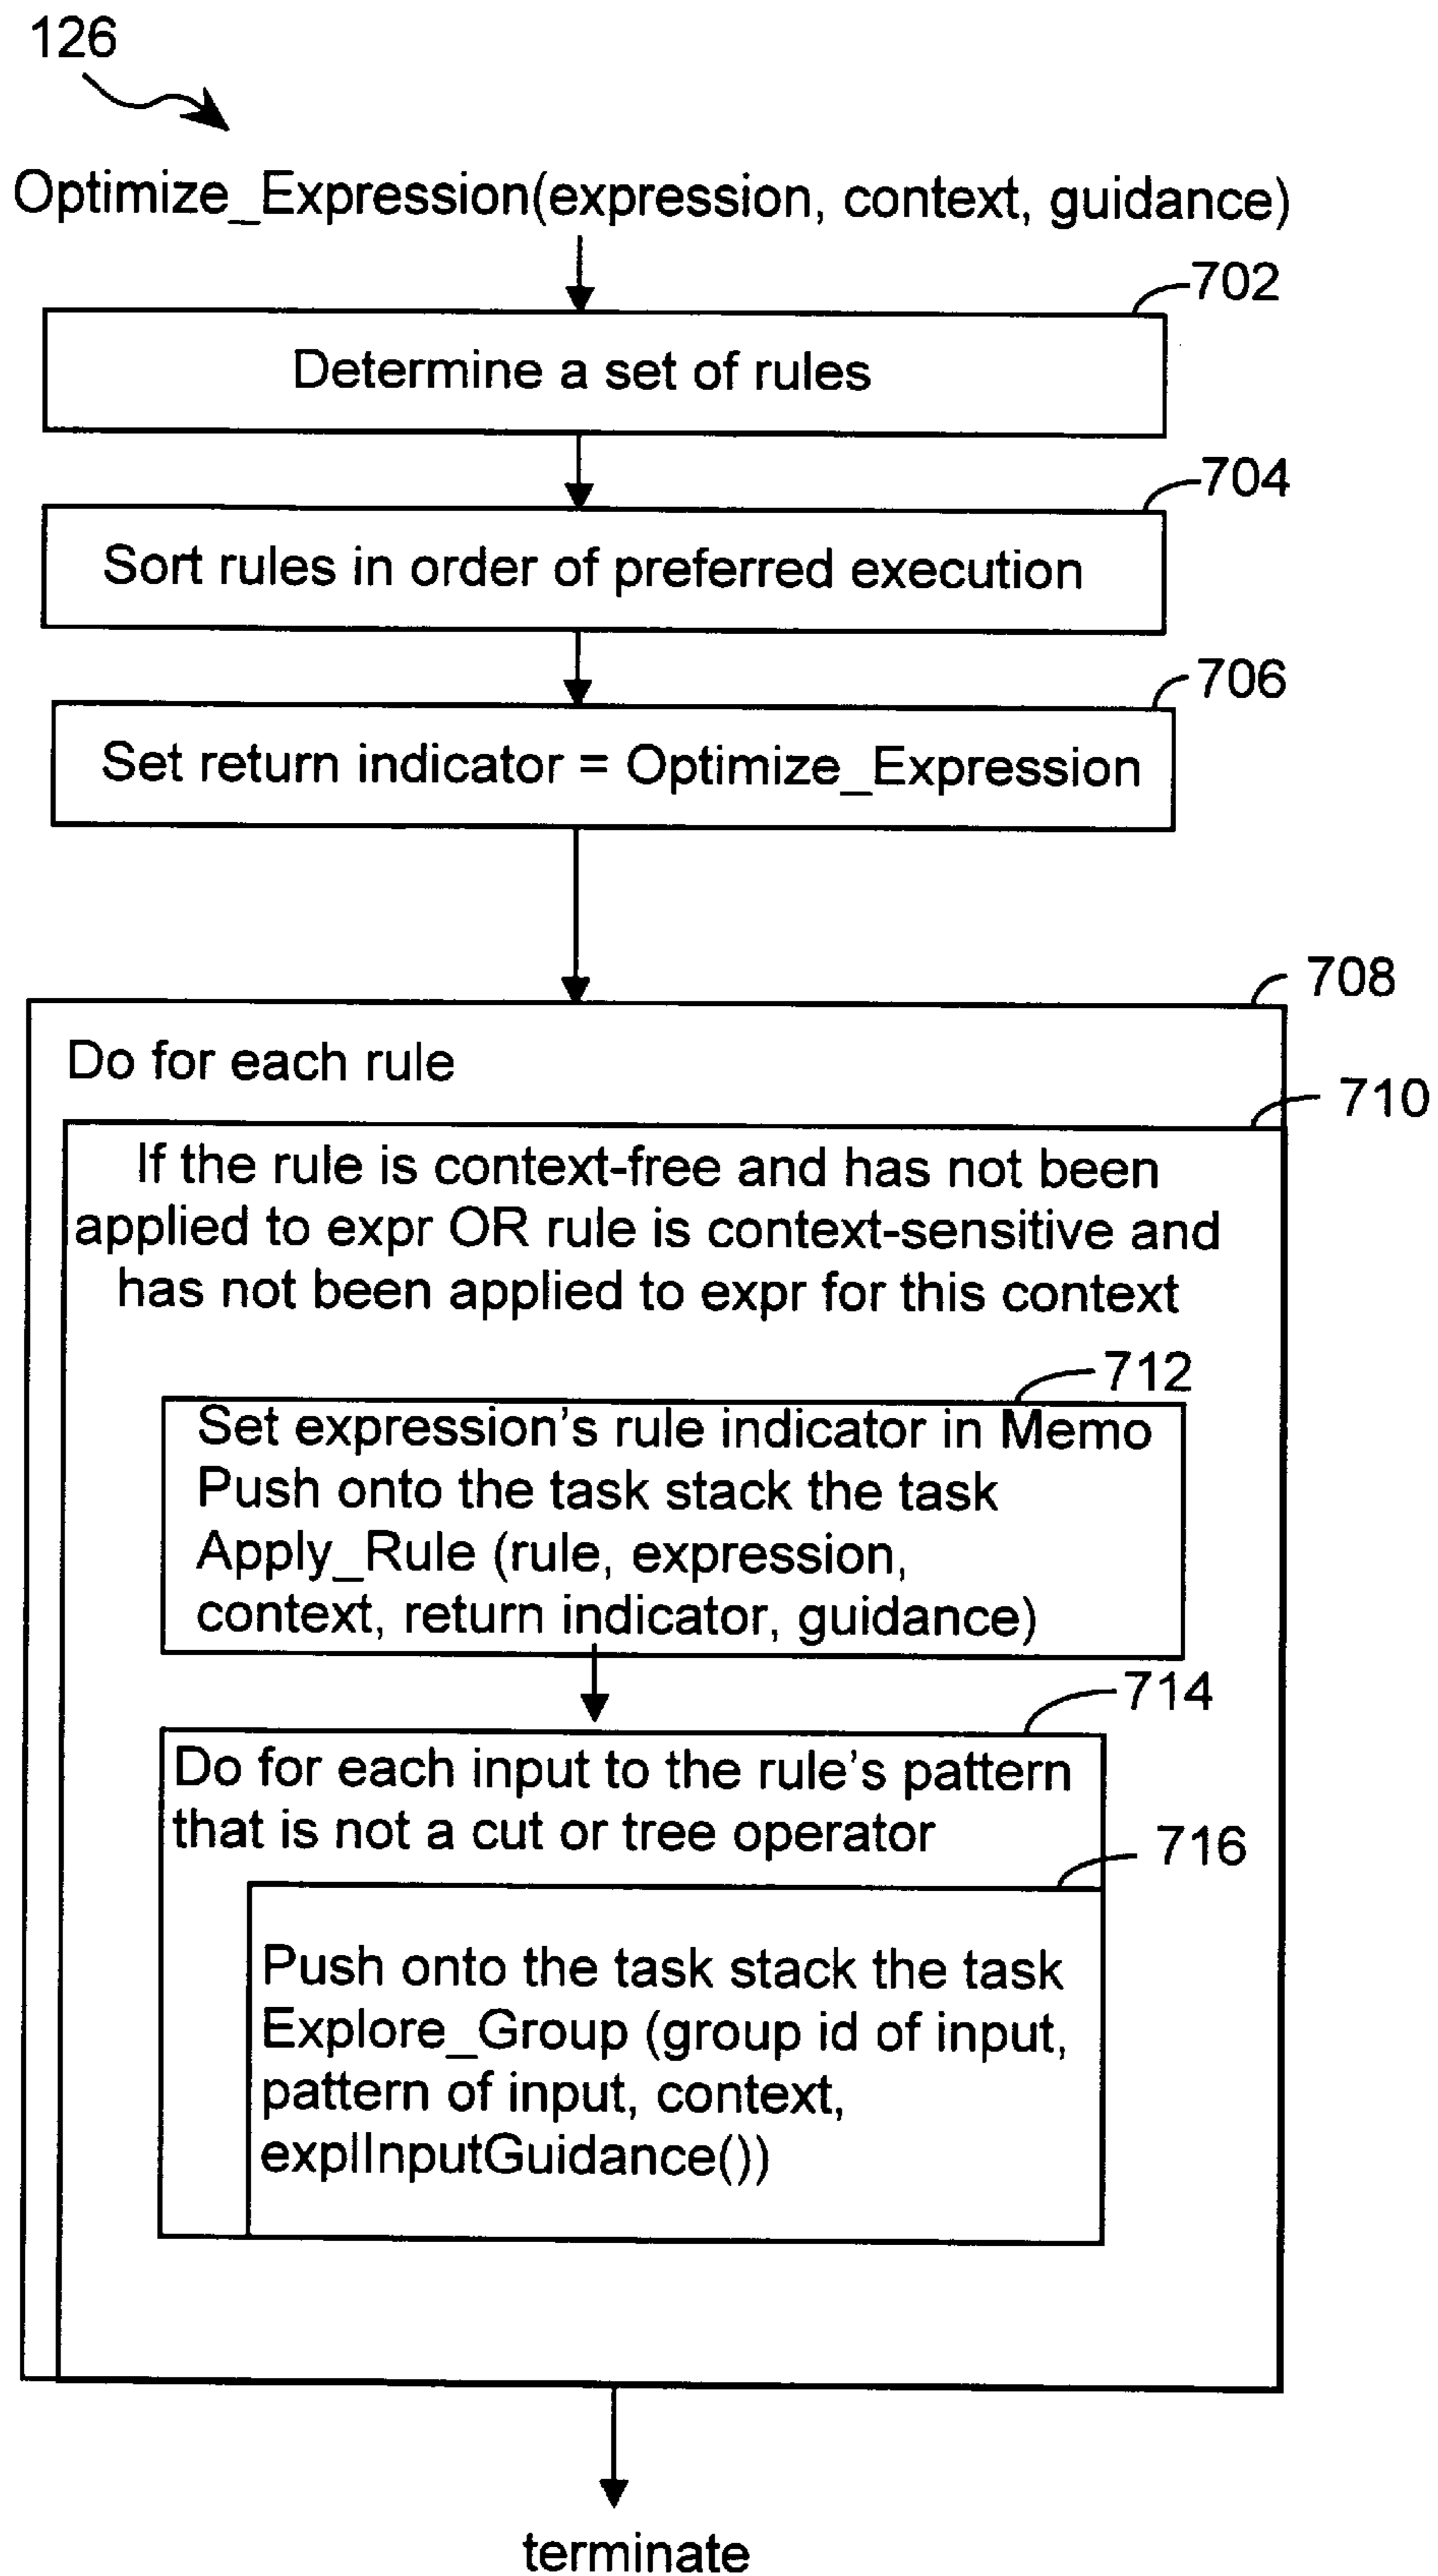 126
Optimize_Expression(expression, context, guidance)
702
Determine a set of rules
704
Sort rules in order of preferred execution
706
Set return indicator = Optimize_Expression
708
Do for each rule
710
If the rule is context-free and has not been
applied to expr OR rule is context-sensitive and
has not been applied to expr for this context
712
Set expression's rule indicator in Memo
Push onto the task stack the task
Apply_Rule (rule, expression,
context, return indicator, guidance)
714
Do for each input to the rule's pattern
that is not a cut or tree operator
716
Push onto the task stack the task
Explore_Group (group id of input,
pattern of input, context,
explInputGuidance())
terminate